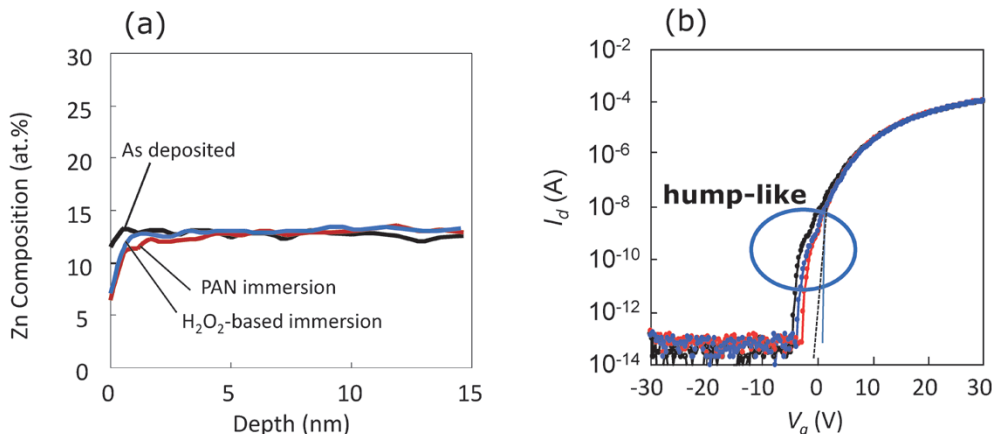 (a)
30
25
20
15
10
5
0
Zn Composition (at.%)
As deposited
PAN immersion
H₂O₂-based immersion
0 5 10 15
Depth (nm)
(b)
10⁻²
10⁻⁴
10⁻⁶
10⁻⁸
10⁻¹⁰
10⁻¹²
10⁻¹⁴
I_d (A)
hump-like
-30 -20 -10 0 10 20 30
V_g (V)